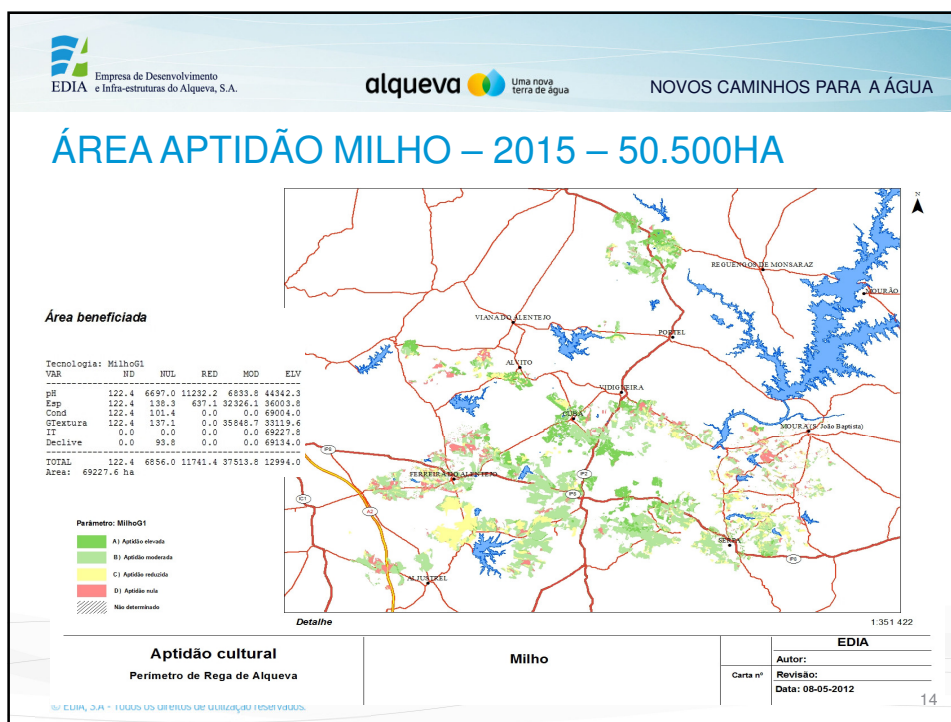 EDIA
Empresa de Desenvolvimento
e Infra-estruturas do Alqueva, S.A.
alqueva
Uma nova
terra de água
NOVOS CAMINHOS PARA A ÁGUA
ÁREA APTIDÃO MILHO – 2015 – 50.500HA
N
REGUENGOS DE MONSARAZ
MOURÃO
VIANA DO ALENTEJO
PORTEL
ALVITO
VIDIGUEIRA
CUBA
MOURA (S. João Baptista)
IP8
FERREIRA DO ALENTEJO
IP2
IP8
IC1
A2
SERPA
IP8
ALJUSTREL
Área beneficiada
Tecnologia: MilhoG1
VAR ND NUL RED MOD ELV
pH 122.4 6697.0 11232.2 6833.8 44342.3
Esp 122.4 138.3 637.1 32326.1 36003.8
Cond 122.4 101.4 0.0 0.0 69004.0
GTextura 122.4 137.1 0.0 35848.7 33119.6
IT 0.0 0.0 0.0 0.0 69227.8
Declive 0.0 93.8 0.0 0.0 69134.0
TOTAL 122.4 6856.0 11741.4 37513.8 12994.0
Area: 69227.6 ha
Parâmetro: MilhoG1
A) Aptidão elevada
B) Aptidão moderada
C) Aptidão reduzida
D) Aptidão nula
Não determinado
Detalhe
1:351 422
Aptidão cultural
Perímetro de Rega de Alqueva
Milho
Carta nº
EDIA
Autor:
Revisão:
Data: 08-05-2012
14
© EDIA, S.A - Todos os direitos de utilização reservados.